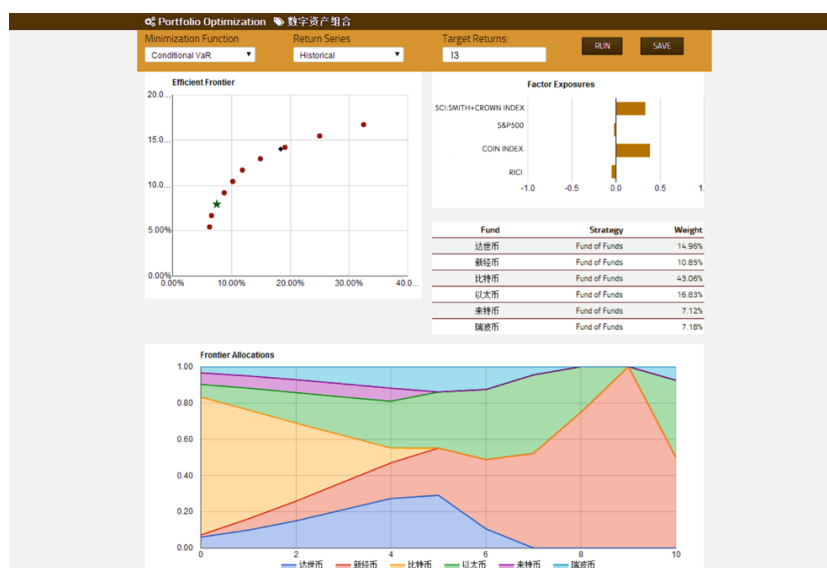 Portfolio Optimization 数字资产组合
Minimization Function Return Series Target Returns:
Conditional VaR Historical 13 RUN SAVE
Efficient Frontier
20.0...
15.0...
10.0...
5.00%
0.00%
0.00% 10.00% 20.00% 30.00% 40.0...
Factor Exposures
SCI:SMITH+CROWN INDEX
S&P500
COIN INDEX
RICI
-1.0 -0.5 0.0 0.5 1.
Fund Strategy Weight
达世币 Fund of Funds 14.96%
新经币 Fund of Funds 10.85%
比特币 Fund of Funds 43.06%
以太币 Fund of Funds 16.83%
莱特币 Fund of Funds 7.12%
瑞波币 Fund of Funds 7.18%
Frontier Allocations
1.00
0.80
0.60
0.40
0.20
0.00
0 2 4 6 8 10
达世币 新经币 比特币 以太币 莱特币 瑞波币